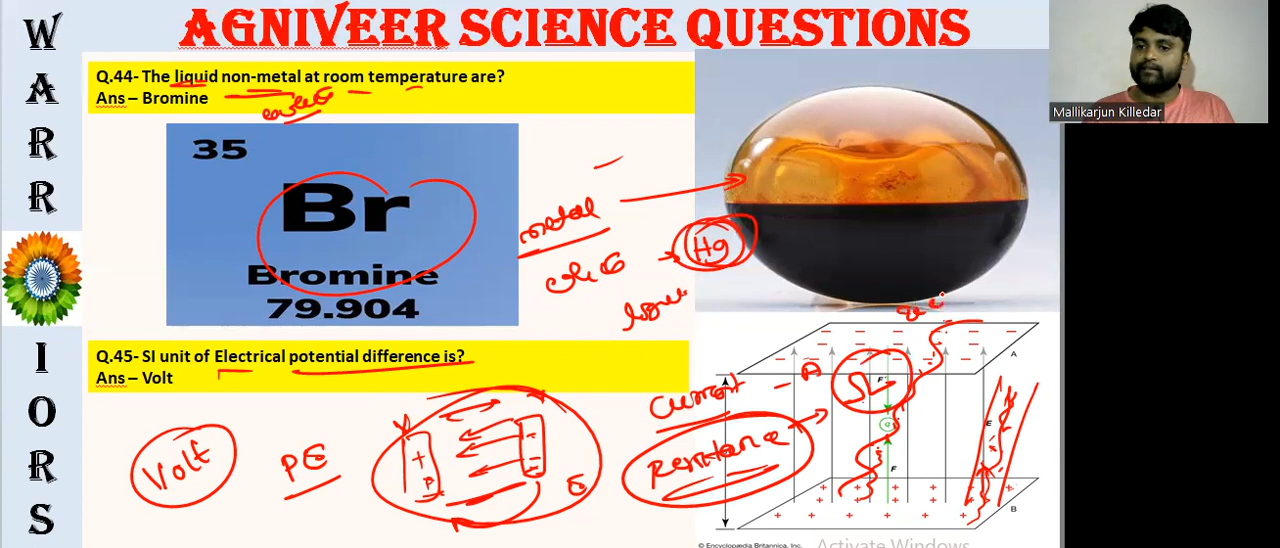 AGNIVEER SCIENCE QUESTIONS
WARRIORS
Mallikarjun Killedar
Q.44- The liquid non-metal at room temperature are?
Ans – Bromine
35
Br
Bromine
79.904
metal
Hg
Q.45- SI unit of Electrical potential difference is?
Ans – Volt
Volt
PE
+
P
Current - A
Resistance
Ω
A
F
E
F
B
© Encyclopædia Britannica, Inc.
Activate Windows